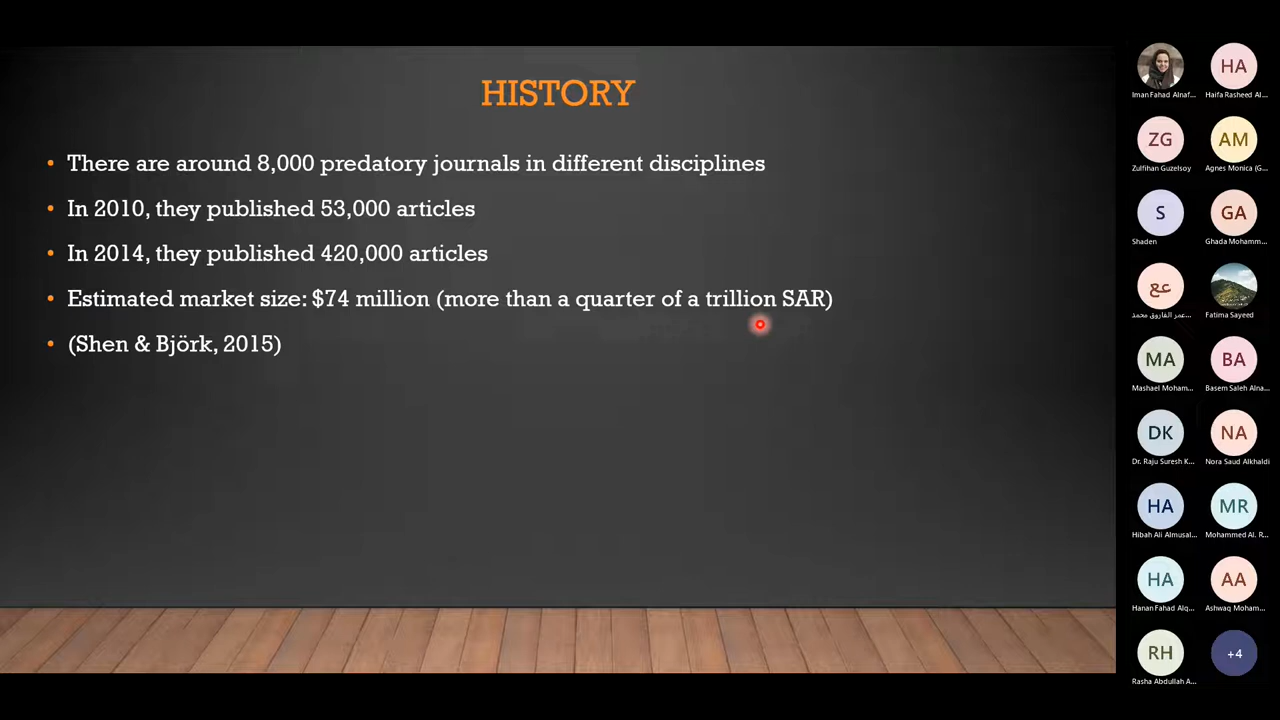 HISTORY
• There are around 8,000 predatory journals in different disciplines
• In 2010, they published 53,000 articles
• In 2014, they published 420,000 articles
• Estimated market size: $74 million (more than a quarter of a trillion SAR)
• (Shen & Björk, 2015)
Iman Fahad Alnaf...
HA
Haifa Rasheed Al...
ZG
Zulfihan Guzelsoy
AM
Agnes Monica (G...
S
Shaden
GA
Ghada Mohamm...
عع
عمر الفاروق محمد...
Fatima Sayeed
MA
Mashael Moham...
BA
Basem Saleh Alna...
DK
Dr. Raju Suresh K...
NA
Nora Saud Alkhaldi
HA
Hibah Ali Almusal...
MR
Mohammed Al. R...
HA
Hanan Fahad Alq...
AA
Ashwaq Moham...
RH
Rasha Abdullah A...
+4